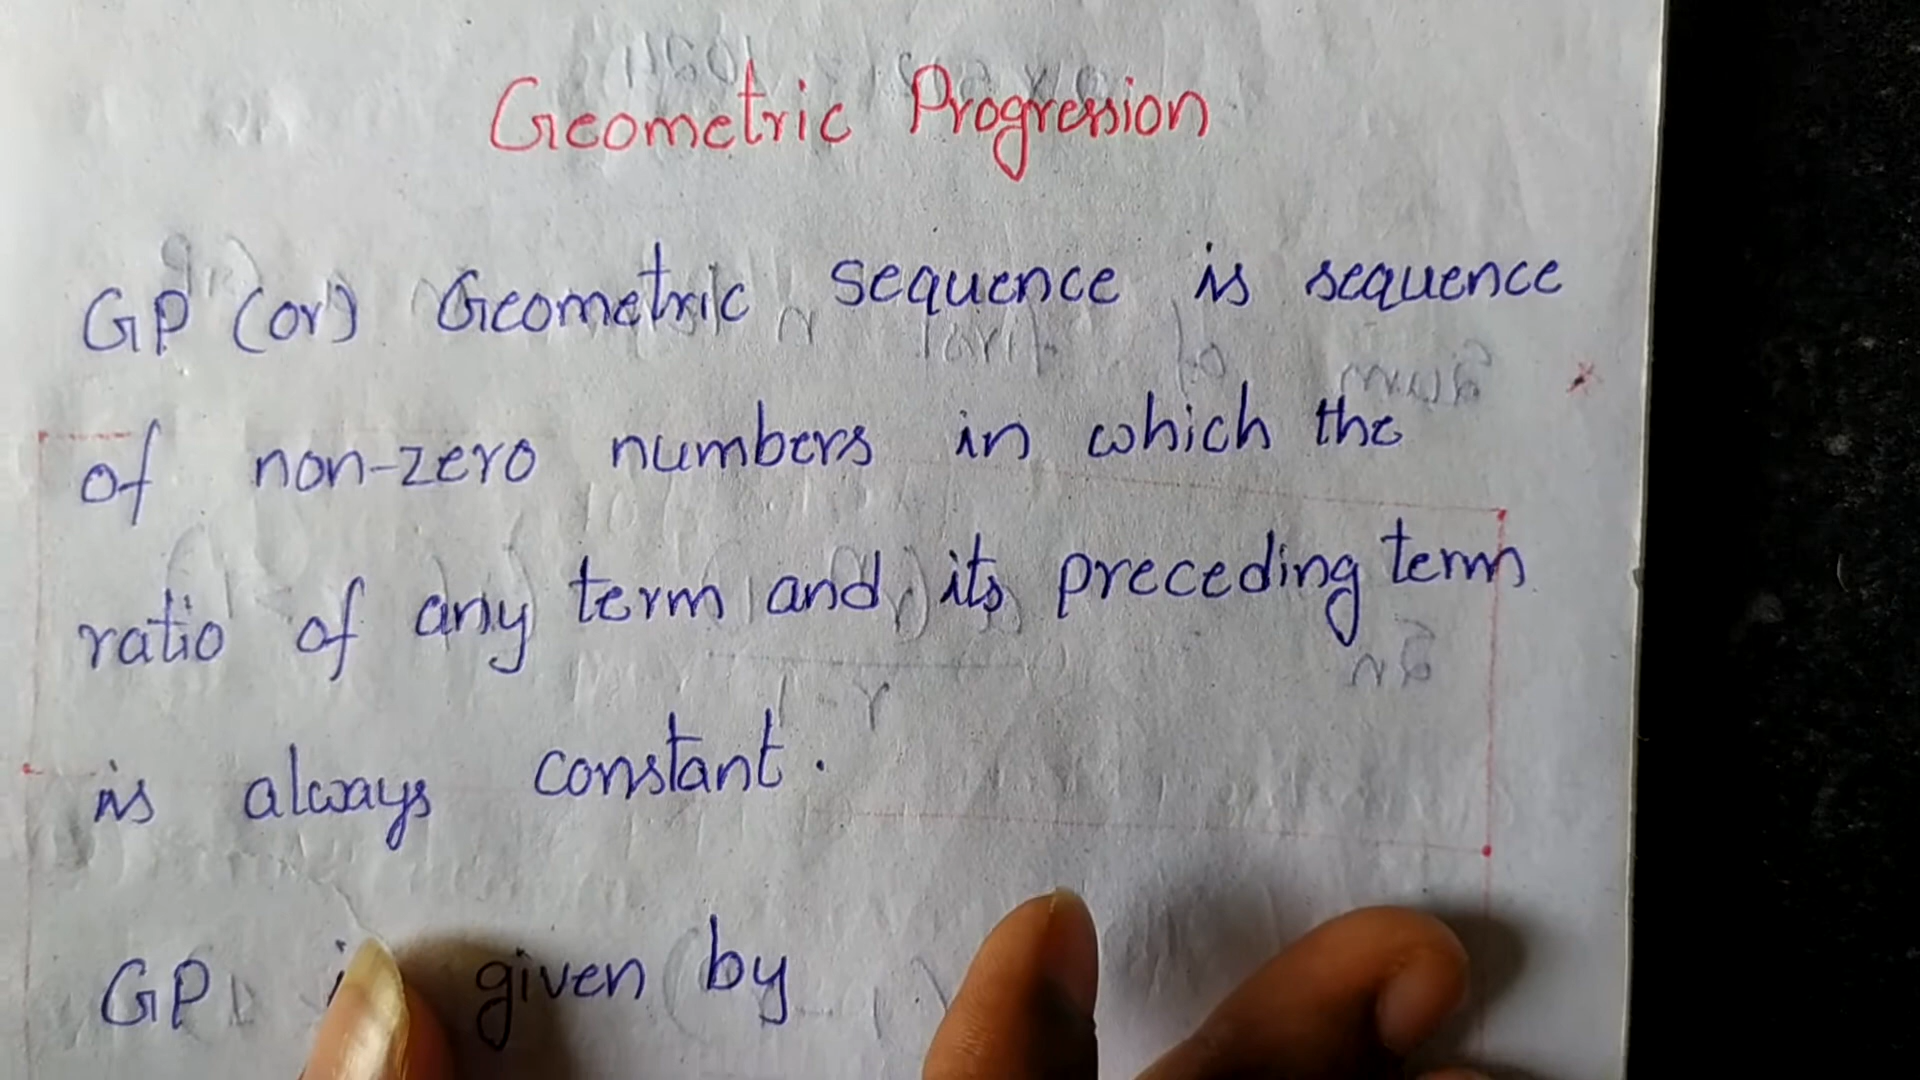 Geometric Progression
GP (or) Geometric sequence is sequence
of non-zero numbers in which the
ratio of any term and its preceding term
is always constant.
GP given by